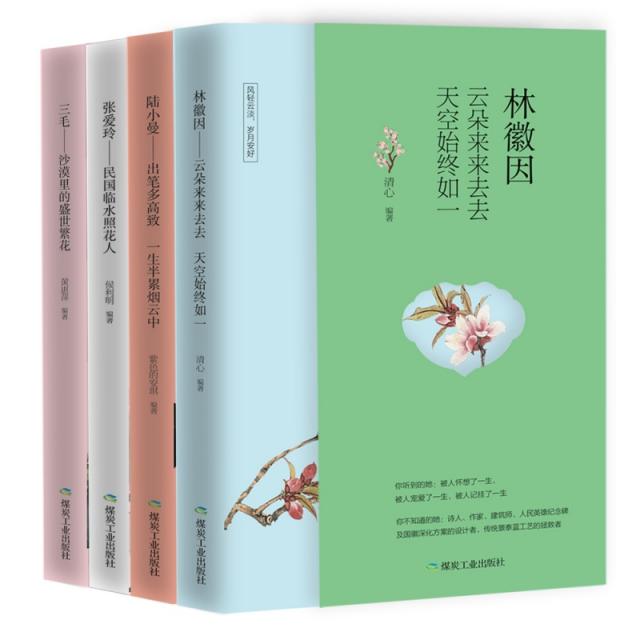 三毛——沙漠里的盛世繁花
编著
煤炭工业出版社
张爱玲——民国临水照花人
候利明 编著
煤炭工业出版社
陆小曼——出笔多高致 一生半累烟云中
紫色的安琪 编著
煤炭工业出版社
林徽因——云朵来来去去 天空始终如一
清心 编著
煤炭工业出版社
风轻云淡，岁月安好
林徽因
云朵来来去去
天空始终如一
清心 编著
你听到的她：被人怀想了一生，
被人宠爱了一生，被人记挂了一生
你不知道的她：诗人、作家、建筑师，人民英雄纪念碑
及国徽深化方案的设计者，传统景泰蓝工艺的拯救者
煤炭工业出版社